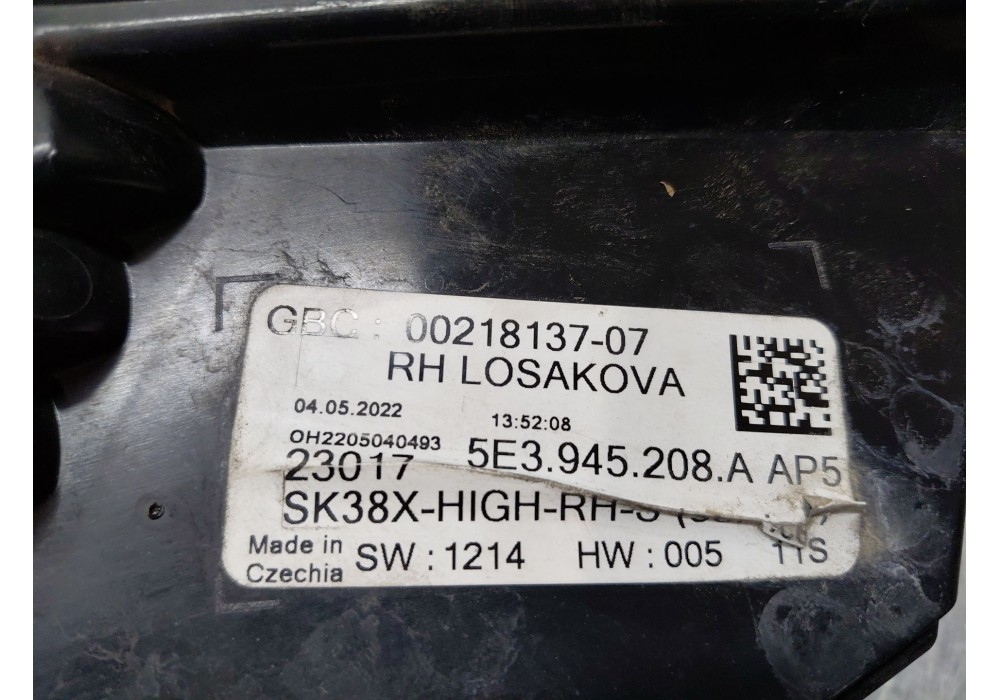 GBC : 00218137-07
RH LOSAKOVA
04.05.2022 13:52:08
OH2205040493
23017 5E3.945.208.A AP5
SK38X-HIGH-RH-S
Made in Czechia SW : 1214 HW : 005 11S